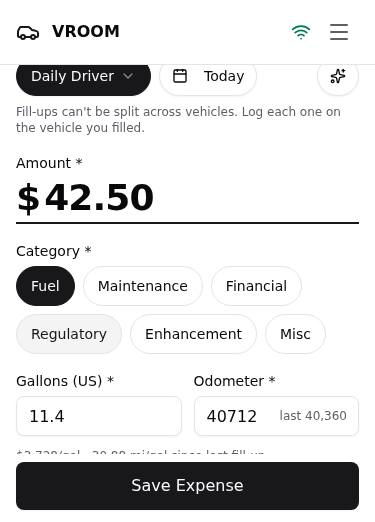 VROOM
Daily Driver
Today
Fill-ups can't be split across vehicles. Log each one on
the vehicle you filled.
Amount *
$ 42.50
Category *
Fuel
Maintenance
Financial
Regulatory
Enhancement
Misc
Gallons (US) *
Odometer *
11.4
40712
last 40,360
Save Expense